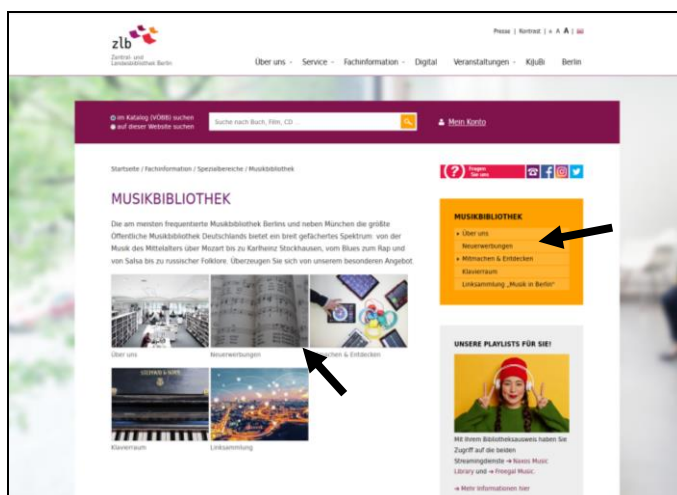 Presse | Kontrast | A A A |
zlb
Zentral- und
Landesbibliothek Berlin
Über uns Service Fachinformation Digital Veranstaltungen KiJuBi Berlin
im Katalog (VÖBB) suchen
auf dieser Website suchen
Suche nach Buch, Film, CD ...
Mein Konto
Startseite / Fachinformation / Spezialbereiche / Musikbibliothek
(?) Fragen
Sie uns
MUSIKBIBLIOTHEK
Die am meisten frequentierte Musikbibliothek Berlins und neben München die größte
Öffentliche Musikbibliothek Deutschlands bietet ein breit gefächertes Spektrum von der
Musik des Mittelalters über Mozart bis zu Karlheinz Stockhausen, vom Blues zum Rap und
von Salsa bis zu russischer Folklore. Überzeugen Sie sich von unserem besonderen Angebot.
Über uns
Neuerwerbungen
machen & Entdecken
STEINWAY & SONS
Klavierraum
Linksammlung
MUSIKBIBLIOTHEK
Über uns
Neuerwerbungen
Mitmachen & Entdecken
Klavierraum
Linksammlung „Musik in Berlin"
UNSERE PLAYLISTS FÜR SIE!
Mit Ihrem Bibliotheksausweis haben Sie
Zugriff auf die beiden
Streamingdienste → Naxos Music
Library und → Freegal Music.
→ Mehr Informationen hier